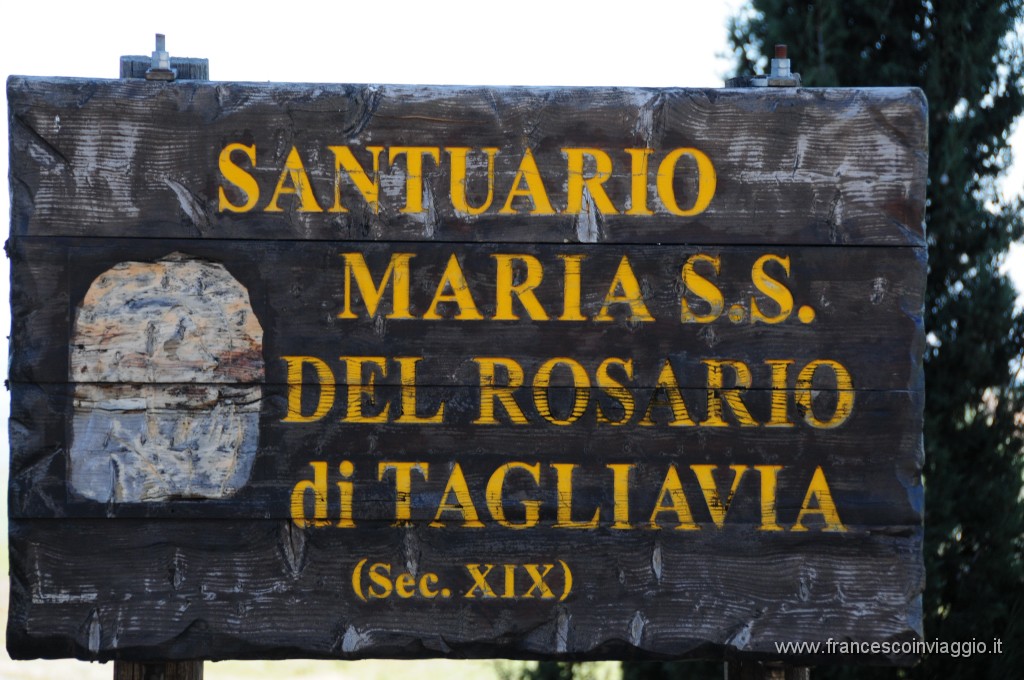 SANTUARIO
MARIA S.S.
DEL ROSARIO
di TAGLIAVIA
(Sec. XIX)
www.francescoinviaggio.it